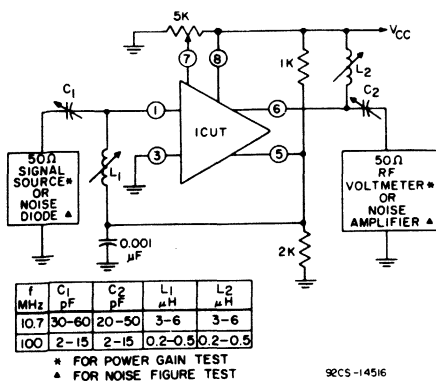 5K
VCC
7
8
1K
L2
C2
C1
1
6
ICUT
3
5
L1
50Ω
SIGNAL
SOURCE*
OR
NOISE
DIODE ▲
50Ω
RF
VOLTMETER*
OR
NOISE
AMPLIFIER ▲
0.001
µF
2K
f MHz C1 pF C2 pF L1 µH L2 µH
10.7 30-60 20-50 3-6 3-6
100 2-15 2-15 0.2-0.5 0.2-0.5
* FOR POWER GAIN TEST
▲ FOR NOISE FIGURE TEST
92CS-14516